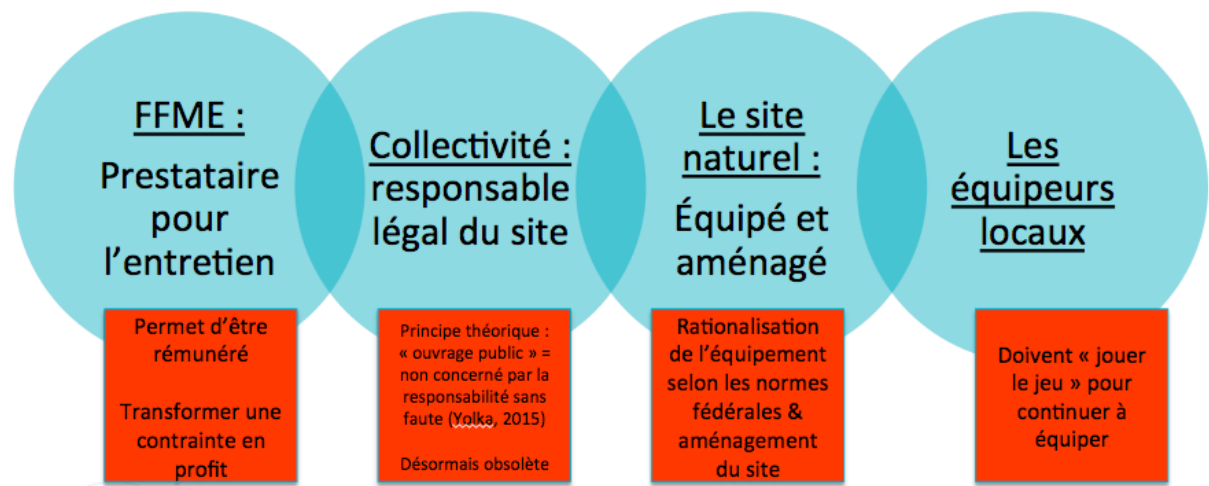 FFME :
Prestataire
pour
l'entretien
Collectivité :
responsable
légal du site
Le site
naturel :
Équipé et
aménagé
Les
équipeurs
locaux
Permet d'être
rémunéré
Transformer une
contrainte en
profit
Principe théorique :
« ouvrage public » =
non concerné par la
responsabilité sans
faute (Yolka, 2015)
Désormais obsolète
Rationalisation
de l'équipement
selon les normes
fédérales &
aménagement
du site
Doivent « jouer
le jeu » pour
continuer à
équiper